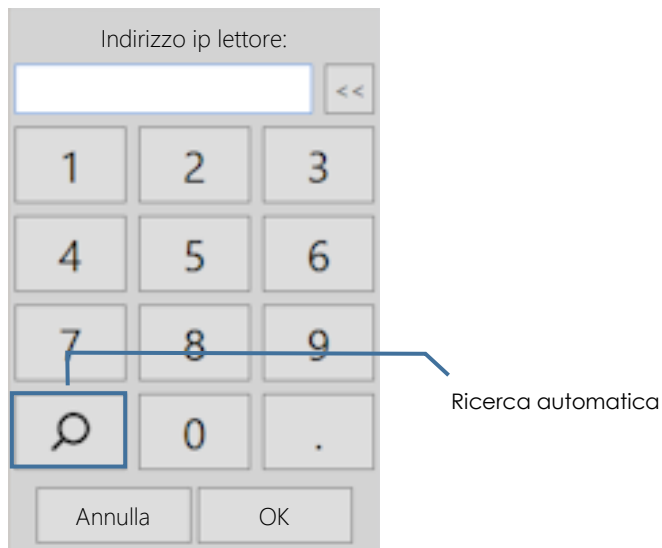 Indirizzo ip lettore:
<<
1 2 3
4 5 6
7 8 9
0 .
Annulla OK
Ricerca automatica